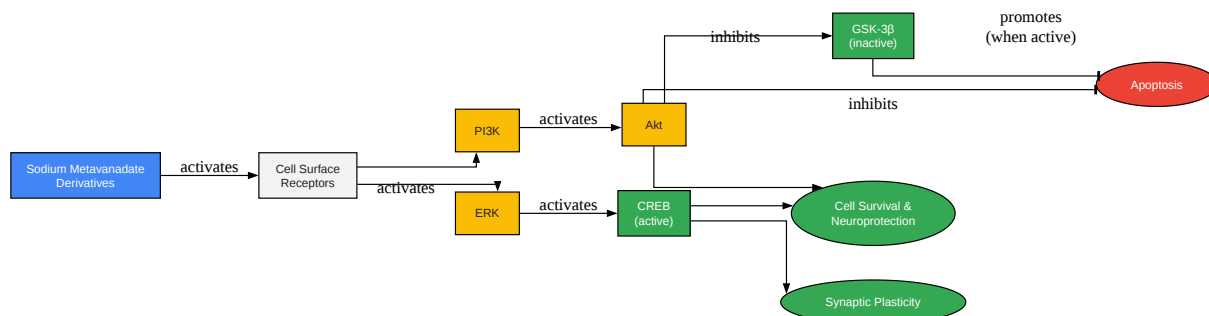 promotes
(when active)
GSK-3β
(inactive)
inhibits
Apoptosis
inhibits
PI3K
activates
Akt
Sodium Metavanadate
Derivatives
activates
Cell Surface
Receptors
activates
ERK
activates
CREB
(active)
Cell Survival &
Neuroprotection
Synaptic Plasticity